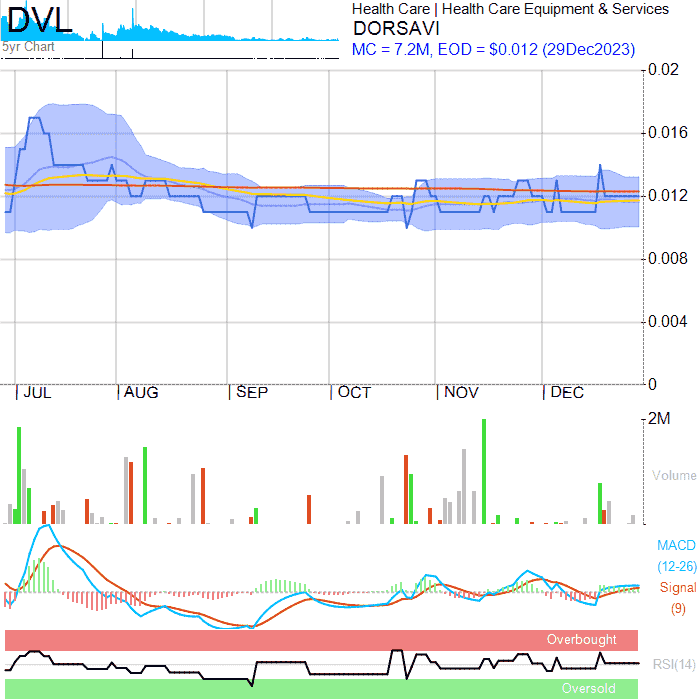 DVL
5yr Chart
Health Care | Health Care Equipment & Services
DORSAVI
MC = 7.2M, EOD = $0.012 (29Dec2023)
0.02
0.016
0.012
0.008
0.004
0
JUL AUG SEP OCT NOV DEC
2M
Volume
MACD
(12-26)
Signal
(9)
Overbought
RSI(14)
Oversold